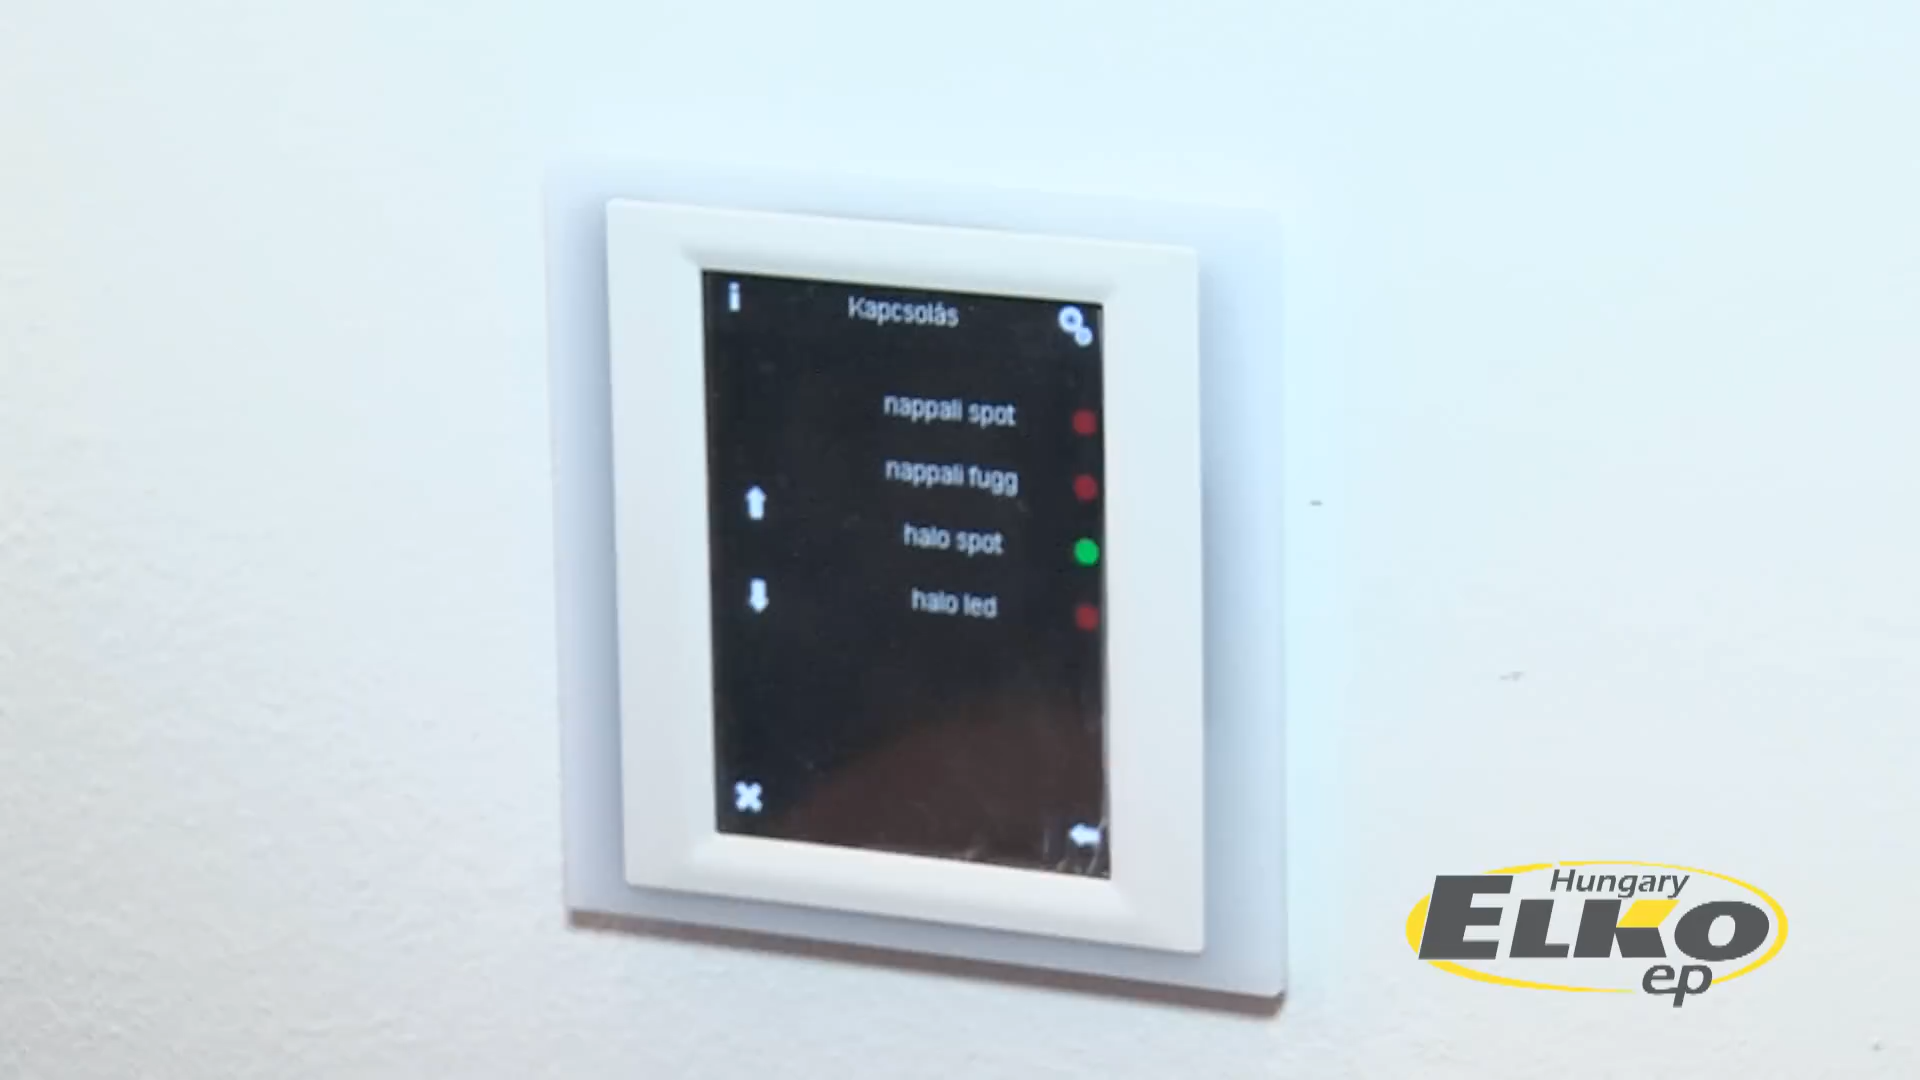 i
Kapcsolás
nappali spot
nappali fugg
halo spot
halo led
Hungary
ELKO
ep